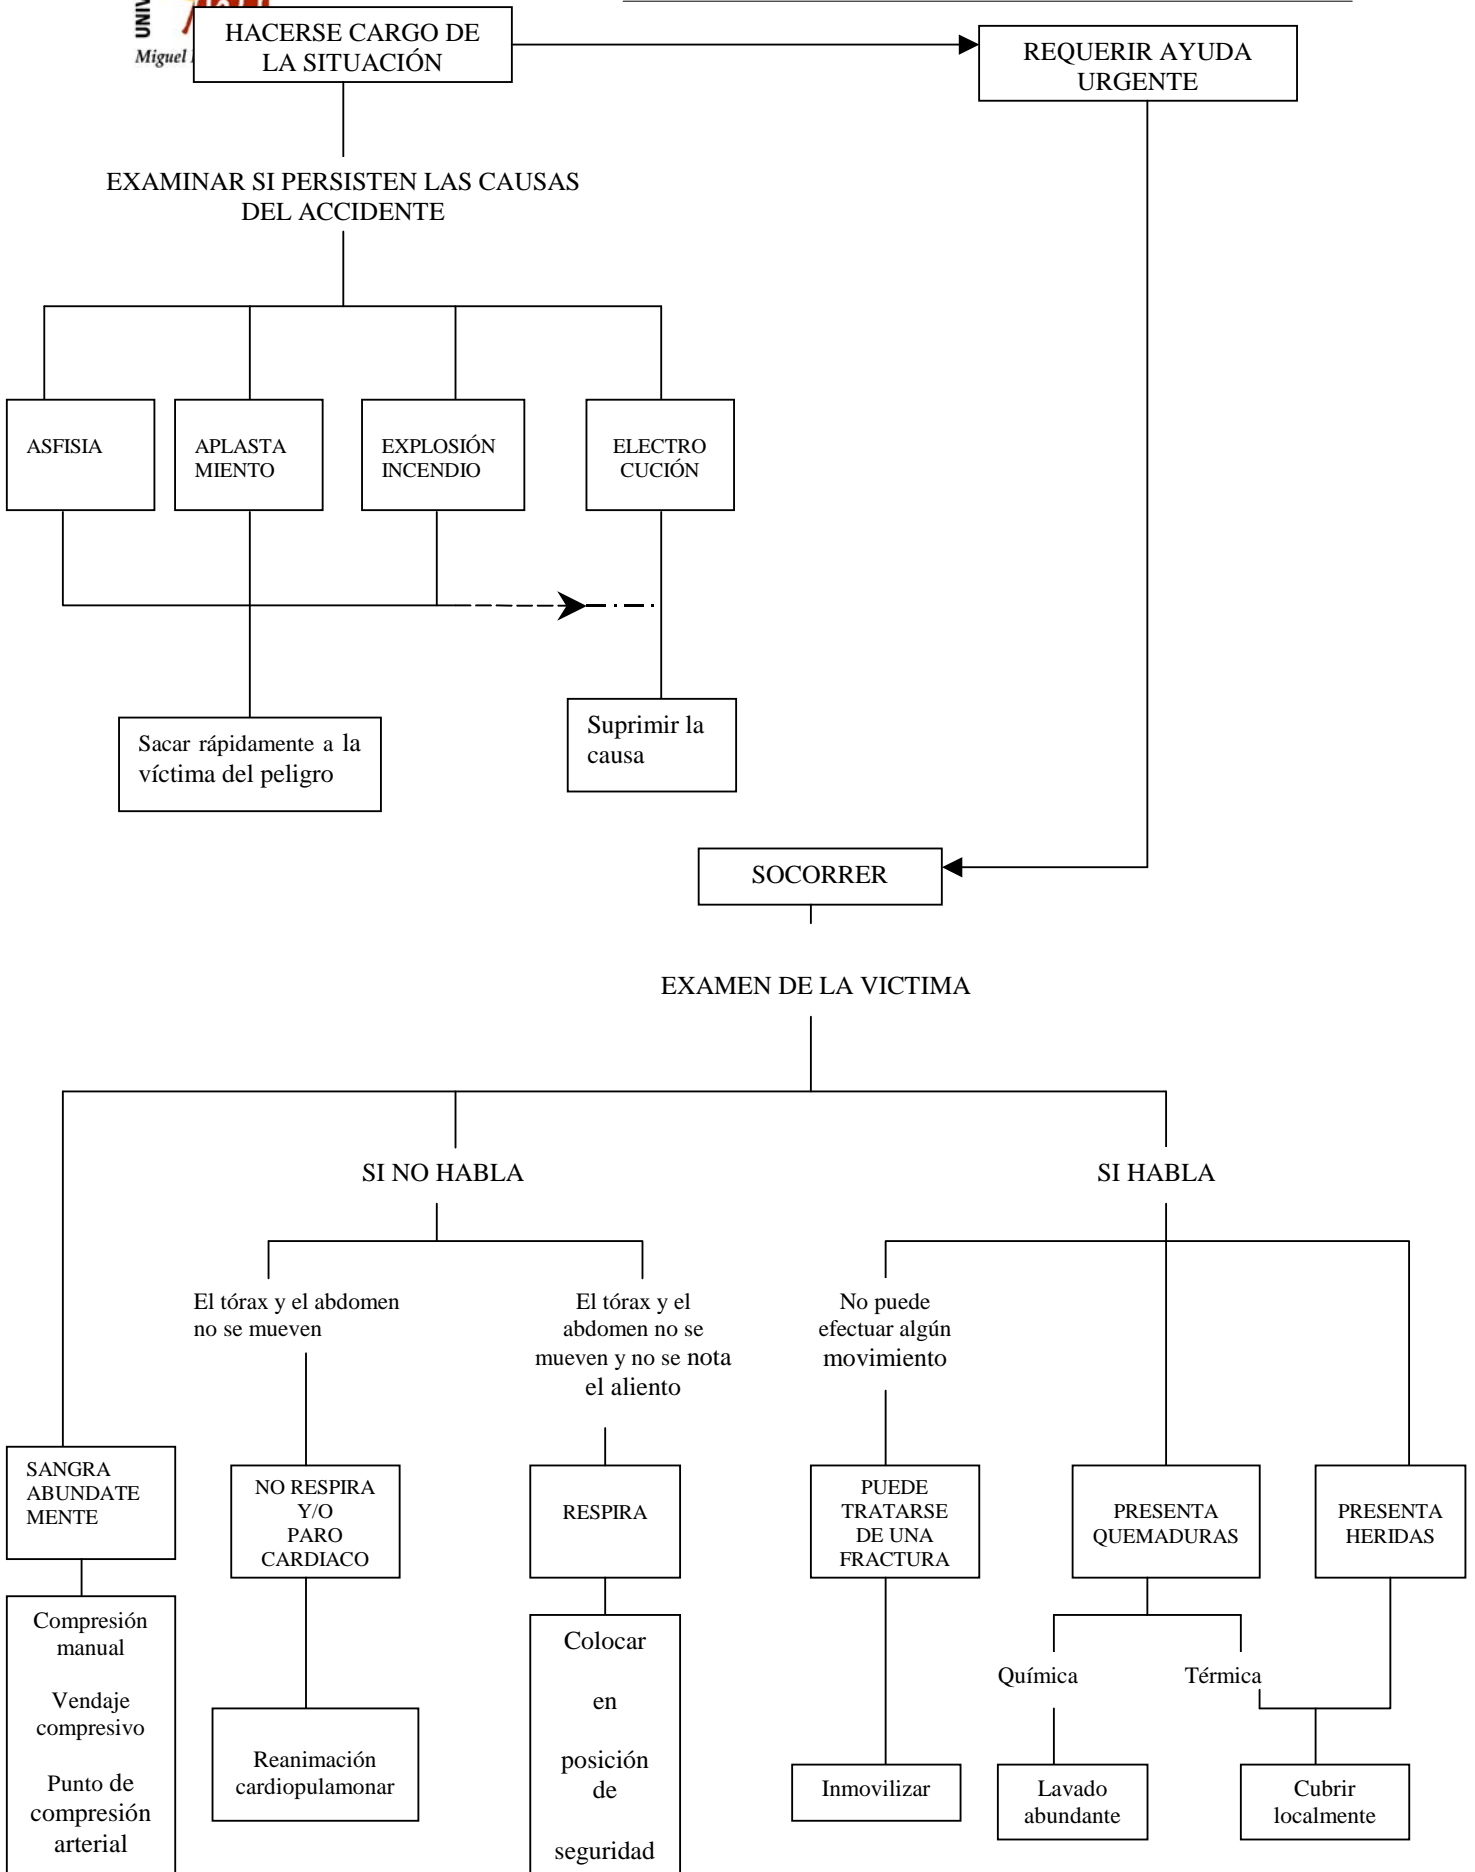 UNIV
Miguel
HACERSE CARGO DE
LA SITUACIÓN
REQUERIR AYUDA
URGENTE
EXAMINAR SI PERSISTEN LAS CAUSAS
DEL ACCIDENTE
ASFISIA
APLASTA
MIENTO
EXPLOSIÓN
INCENDIO
ELECTRO
CUCIÓN
Sacar rápidamente a la
víctima del peligro
Suprimir la
causa
SOCORRER
EXAMEN DE LA VICTIMA
SI NO HABLA
SI HABLA
El tórax y el abdomen
no se mueven
El tórax y el
abdomen no se
mueven y no se nota
el aliento
No puede
efectuar algún
movimiento
SANGRA
ABUNDATE
MENTE
NO RESPIRA
Y/O
PARO
CARDIACO
RESPIRA
PUEDE
TRATARSE
DE UNA
FRACTURA
PRESENTA
QUEMADURAS
PRESENTA
HERIDAS
Compresión
manual
Vendaje
compresivo
Punto de
compresión
arterial
Reanimación
cardiopulamonar
Colocar
en
posición
de
seguridad
Química
Térmica
Inmovilizar
Lavado
abundante
Cubrir
localmente